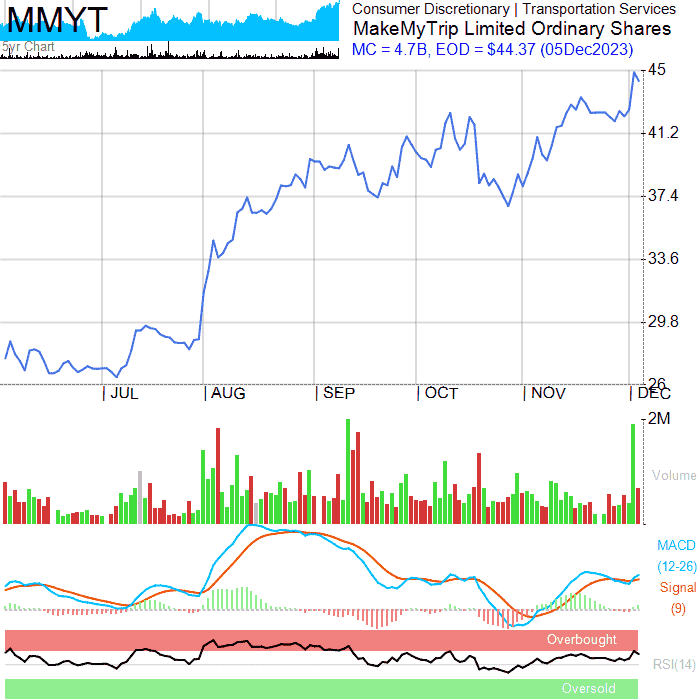 MMYT
5yr Chart
Consumer Discretionary | Transportation Services
MakeMyTrip Limited Ordinary Shares
MC = 4.7B, EOD = $44.37 (05Dec2023)
45
41.2
37.4
33.6
29.8
26
JUL
AUG
SEP
OCT
NOV
DEC
2M
Volume
MACD
(12-26)
Signal
(9)
Overbought
RSI(14)
Oversold